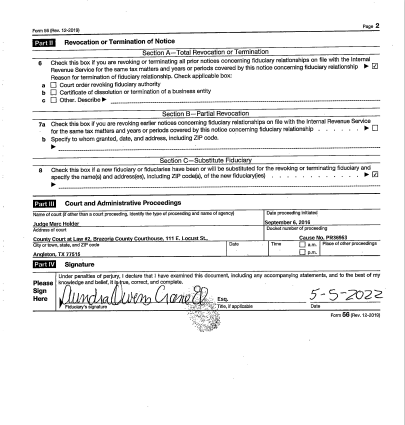 Form 56 (Rev. 12-2019) Page 2
Part II Revocation or Termination of Notice
Section A—Total Revocation or Termination
6 Check this box if you are revoking or terminating all prior notices concerning fiduciary relationships on file with the Internal
Revenue Service for the same tax matters and years or periods covered by this notice concerning fiduciary relationship ▶ ☑
Reason for termination of fiduciary relationship. Check applicable box:
a ☐ Court order revoking fiduciary authority
b ☐ Certificate of dissolution or termination of a business entity
c ☐ Other. Describe ▶
Section B—Partial Revocation
7a Check this box if you are revoking earlier notices concerning fiduciary relationships on file with the Internal Revenue Service
for the same tax matters and years or periods covered by this notice concerning fiduciary relationship . . . . . . ▶ ☐
b Specify to whom granted, date, and address, including ZIP code.
▶
Section C—Substitute Fiduciary
8 Check this box if a new fiduciary or fiduciaries have been or will be substituted for the revoking or terminating fiduciary and
specify the name(s) and address(es), including ZIP code(s), of the new fiduciary(ies) . . . . . . ▶ ☑
▶
Part III Court and Administrative Proceedings
Name of court (if other than a court proceeding, identify the type of proceeding and name of agency) Date proceeding initiated
Judge Marc Holder September 6, 2016
Address of court Docket number of proceeding
County Court at Law #2, Brazoria County Courthouse, 111 E. Locust St., Cause No. PR36963
City or town, state, and ZIP code Date Time ☐ a.m. Place of other proceedings
Angleton, TX 77515 ☐ p.m.
Part IV Signature
Please Sign Here
Under penalties of perjury, I declare that I have examined this document, including any accompanying statements, and to the best of my
knowledge and belief, it is true, correct, and complete.
Owens Crane Esq. 5-5-2022
Fiduciary's signature Title, if applicable Date
Form 56 (Rev. 12-2019)